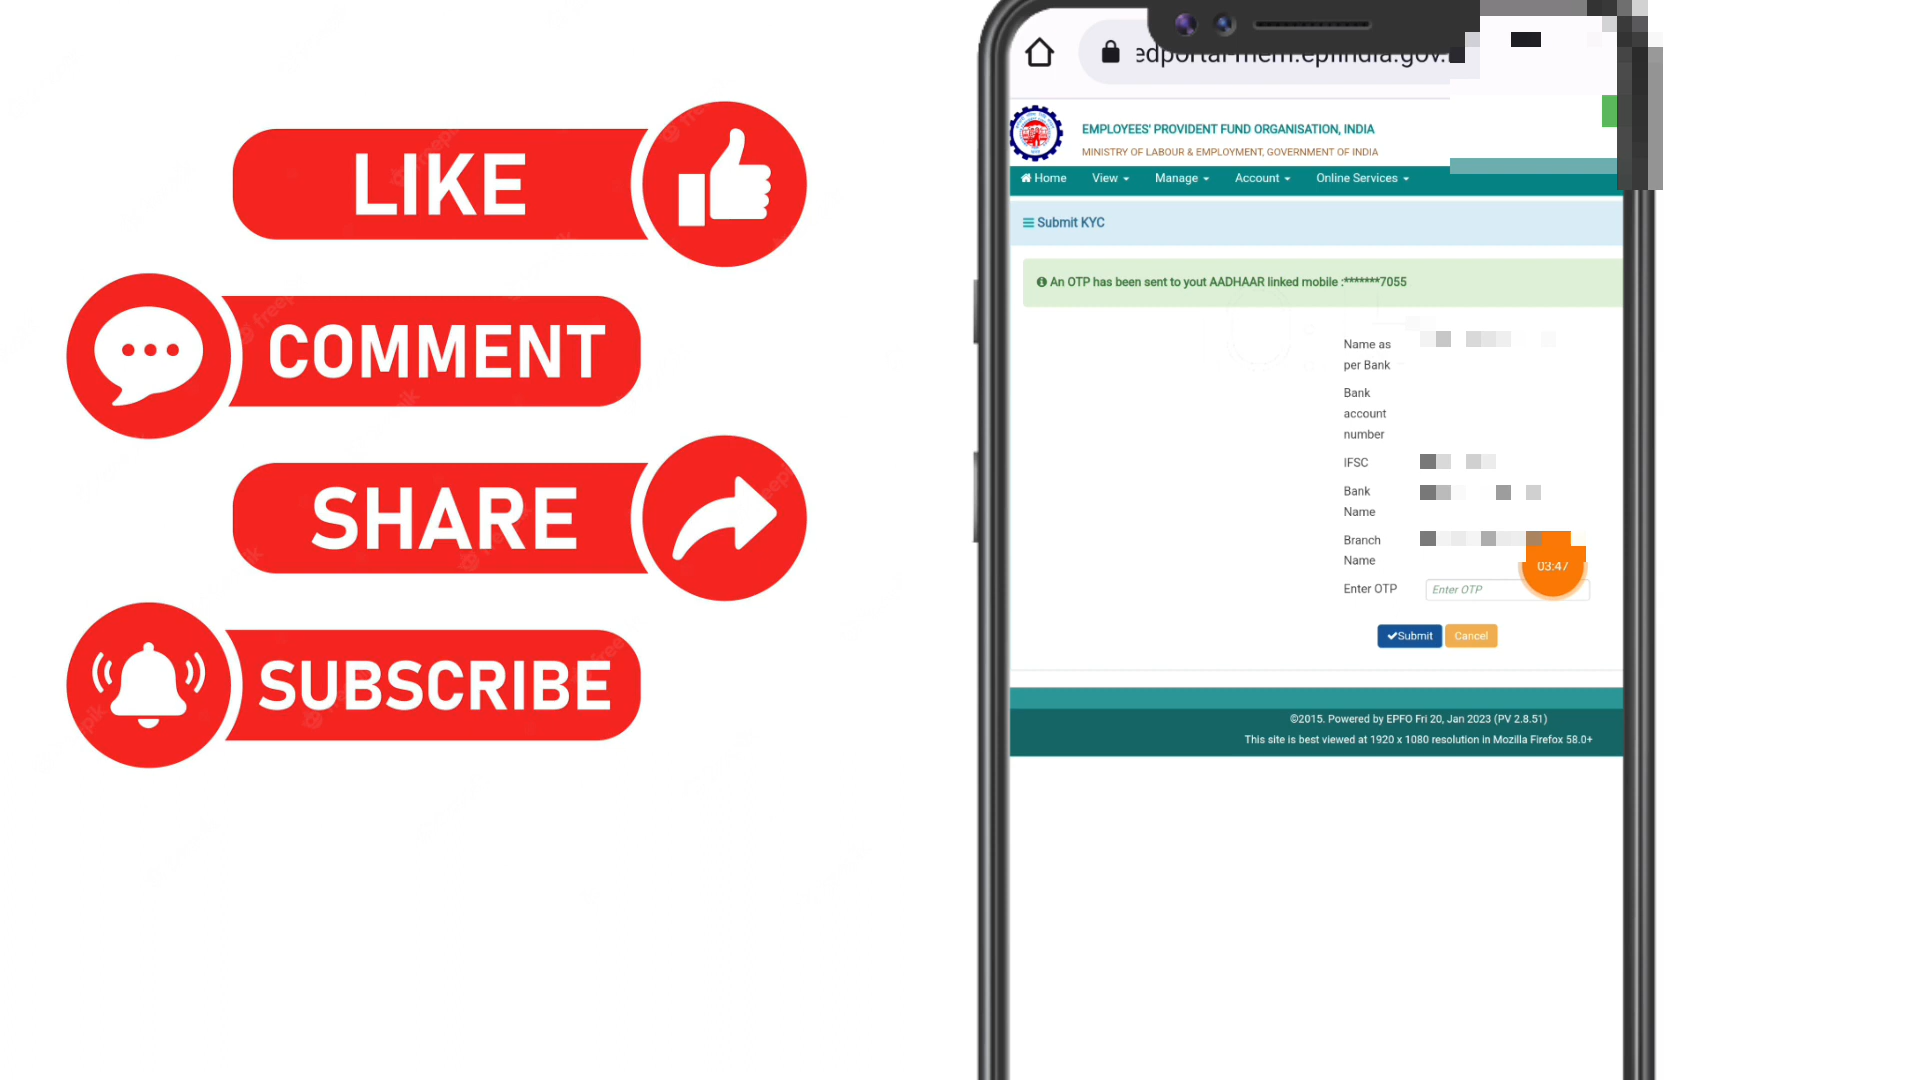 LIKE
COMMENT
SHARE
SUBSCRIBE
EMPLOYEES' PROVIDENT FUND ORGANISATION, INDIA
MINISTRY OF LABOUR & EMPLOYMENT, GOVERNMENT OF INDIA
Home View Manage Account Online Services
Submit KYC
An OTP has been sent to yout AADHAAR linked mobile :*******7055
Name as
per Bank
Bank
account
number
IFSC
Bank
Name
Branch
Name
03:47
Enter OTP Enter OTP
Submit Cancel
©2015. Powered by EPFO Fri 20, Jan 2023 (PV 2.8.51)
This site is best viewed at 1920 x 1080 resolution in Mozilla Firefox 58.0+